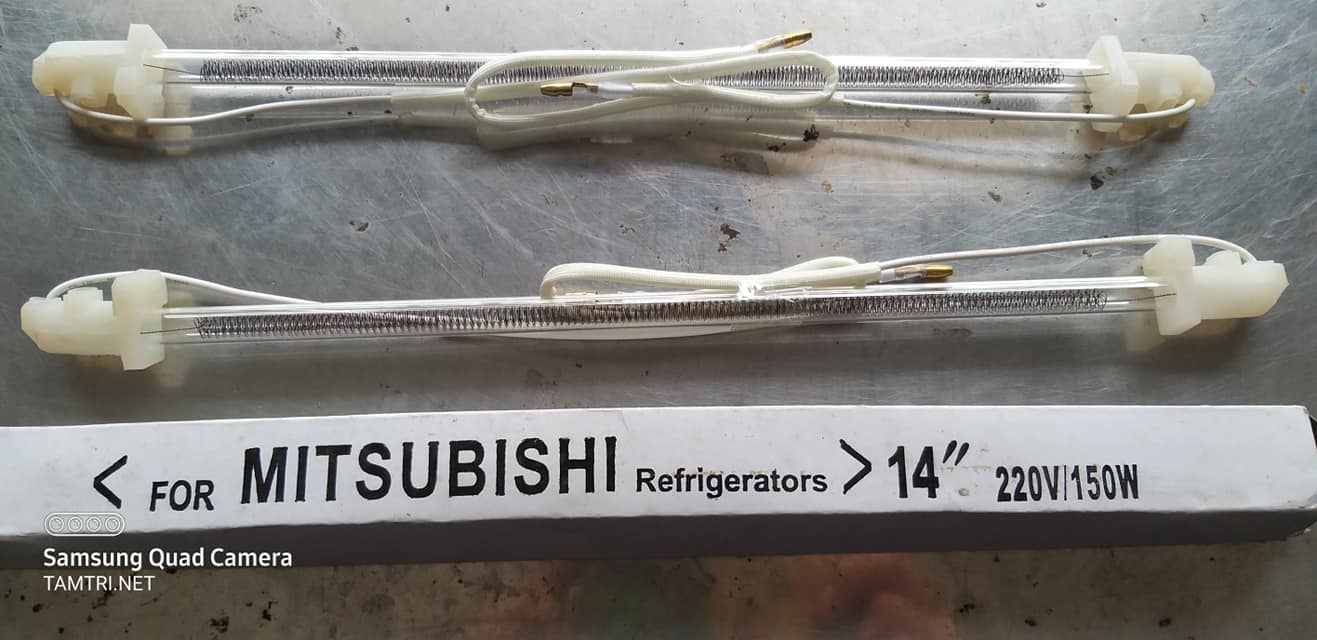 < FOR MITSUBISHI Refrigerators > 14″ 220V/150W
Samsung Quad Camera
TAMTRI.NET